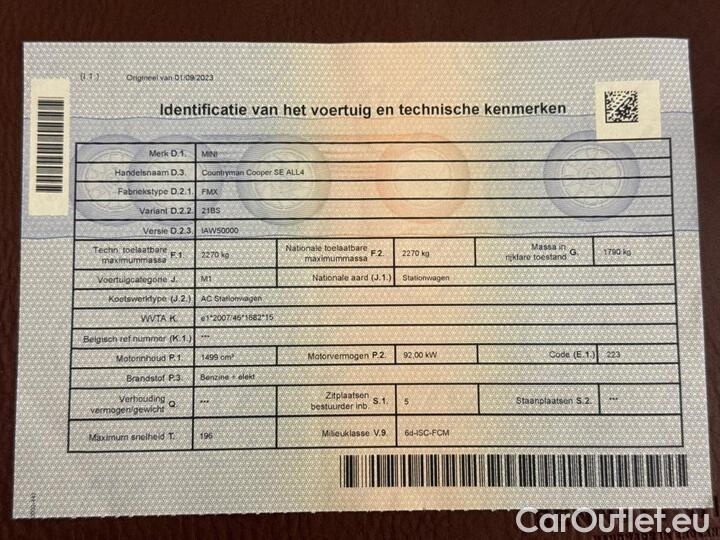 (I.1.) Origineel van 01/09/2023
Identificatie van het voertuig en technische kenmerken
Merk D.1. MINI
Handelsnaam D.3. Countryman Cooper SE ALL4
Fabriekstype D.2.1. FMX
Variant D.2.2. 21BS
Versie D.2.3. IAW50000
Techn. toelaatbare maximummassa F.1. 2270 kg Nationale toelaatbare maximummassa F.2. 2270 kg Massa in rijklare toestand G. 1790 kg
Voertuigcategorie J. M1 Nationale aard (J.1.) Stationwagen
Koetswerktype (J.2.) AC Stationwagen
WVTA K. e1*2007/46*1682*15
Belgisch ref nummer (K.1.) ***
Motorinhoud P.1. 1499 cm³ Motorvermogen P.2. 92,00 kW Code (E.1.) 223
Brandstof P.3. Benzine + elekt
Verhouding vermogen/gewicht Q. *** Zitplaatsen bestuurder inb. S.1. 5 Staanplaatsen S.2. ***
Maximum snelheid T. 196 Milieuklasse V.9. 6d-ISC-FCM
CarOutlet.eu